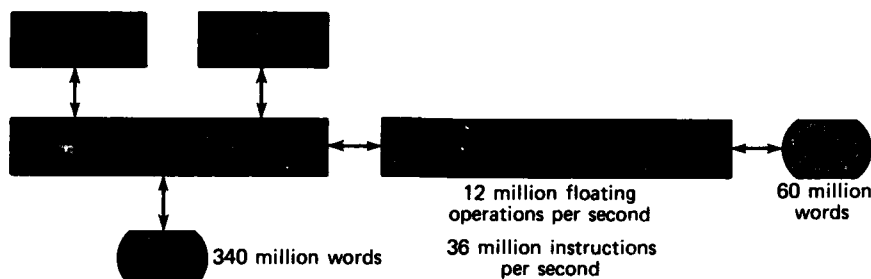 12 million floating
operations per second
60 million
words
340 million words
36 million instructions
per second